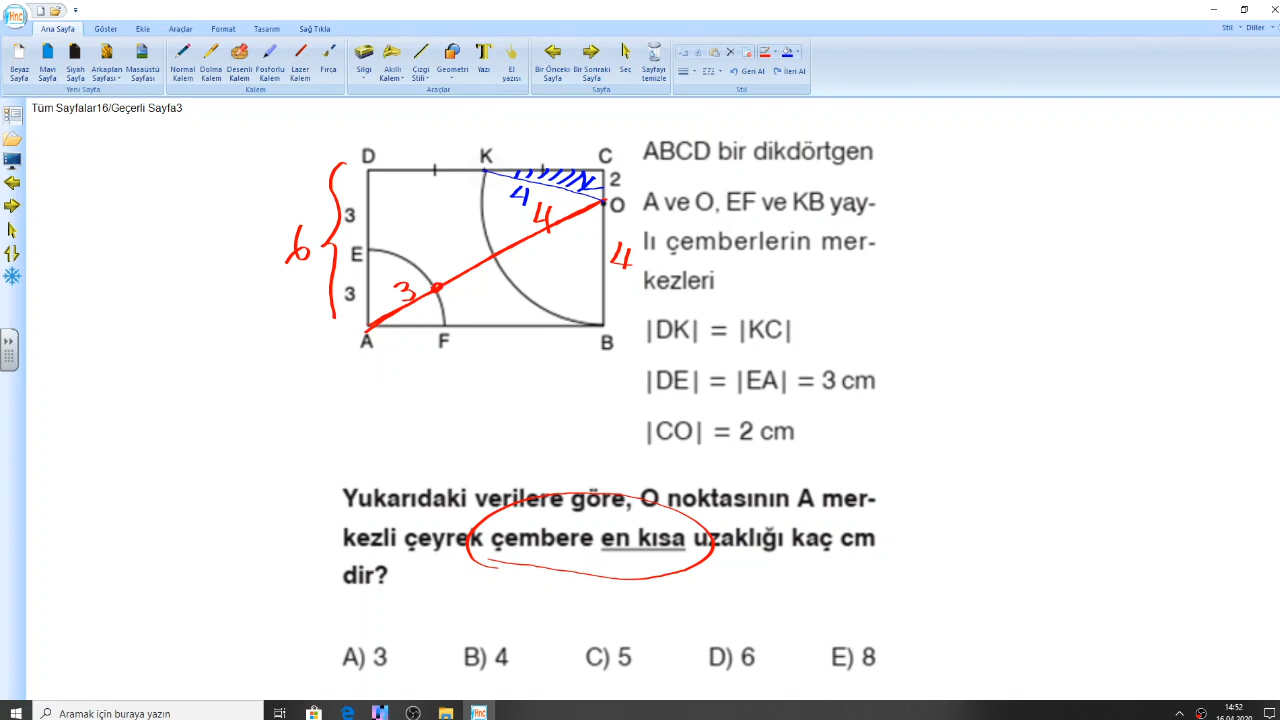 Ana Sayfa Göster Ekle Araçlar Format Tasarım Sağ Tıkla
Stil Diller
Beyaz Sayfa Mavi Sayfa Siyah Sayfa Arkaplan Sayfası Masaüstü Sayfası
Normal Kalem Dolma Kalem Desenli Kalem Fosforlu Kalem Lazer Kalem Fırça
Silgi Akıllı Kalem Çizgi Stili Geometri Yazı El yazısı
Bir Önceki Sayfa Bir Sonraki Sayfa Sec Sayfayı temizle
Geri Al İleri Al
Yeni Sayfa Kalem Araçlar Sayfa Stil
Tüm Sayfalar16/Geçerli Sayfa3
D K C
2
4
O
3
4
6
E
4
3
3
A F B
ABCD bir dikdörtgen
A ve O, EF ve KB yay-
lı çemberlerin mer-
kezleri
|DK| = |KC|
|DE| = |EA| = 3 cm
|CO| = 2 cm
Yukarıdaki verilere göre, O noktasının A mer-
kezli çeyrek çembere en kısa uzaklığı kaç cm
dir?
A) 3 B) 4 C) 5 D) 6 E) 8
Aramak için buraya yazın
14:52
16.04.2020